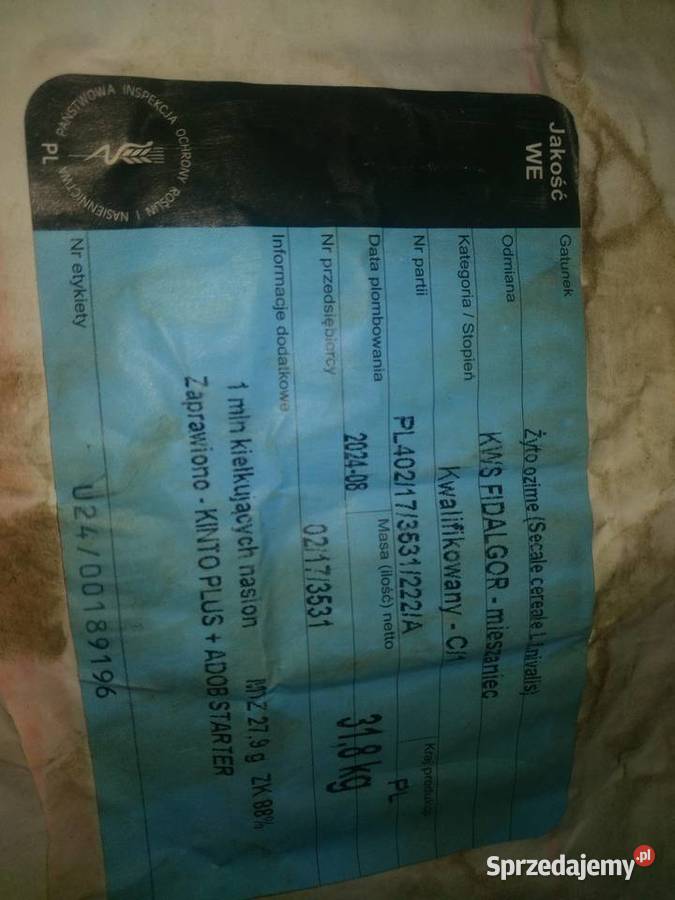 Jakość WE
PAŃSTWOWA INSPEKCJA OCHRONY ROŚLIN I NASIENNICTWA
PL
Gatunek Żyto ozime (Secale cereale L.)nivalis)
Odmiana KWS FIDALGOR - mieszaniec
Kategoria / Stopień Kwalifikowany - C/1
Nr partii PL402/17/3531/222/A Kraj produkcji PL
Data plombowania 2024-08 Masa (ilość) netto 31,8 kg
Nr przedsiębiorcy 02/17/3531
Informacje dodatkowe
1 mln kiełkujących nasion MTZ 27,9 g ZK 88%
Zaprawiono - KINTO PLUS + ADOB STARTER
Nr etykiety U24/00189196
Sprzedajemy.pl